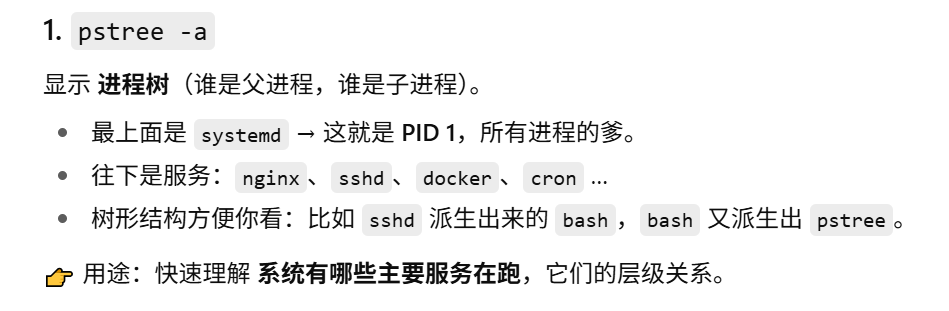 1. pstree -a
显示 进程树（谁是父进程，谁是子进程）。
• 最上面是 systemd → 这就是 PID 1，所有进程的爹。
• 往下是服务：nginx、sshd、docker、cron ...
• 树形结构方便你看：比如 sshd 派生出来的 bash，bash 又派生出 pstree。
👉 用途：快速理解 系统有哪些主要服务在跑，它们的层级关系。